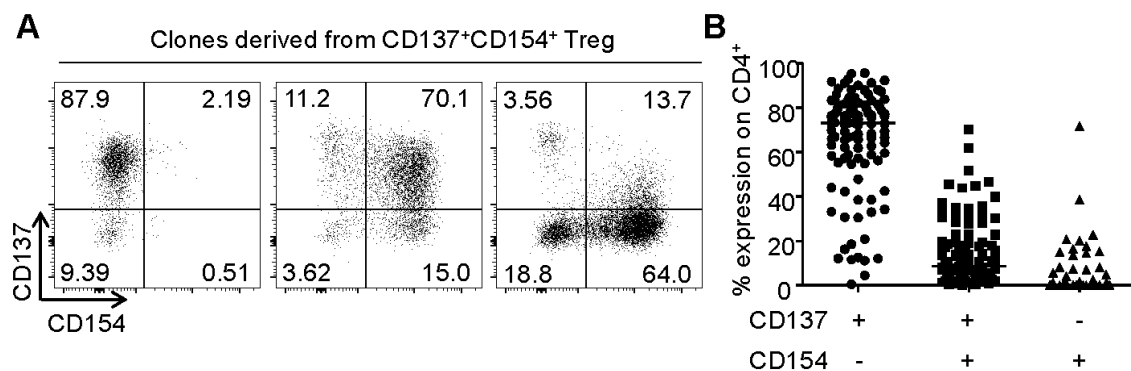 A
Clones derived from CD137⁺CD154⁺ Treg
87.9 2.19
9.39 0.51
11.2 70.1
3.62 15.0
3.56 13.7
18.8 64.0
CD137
CD154
B
% expression on CD4⁺
100
80
60
40
20
0
CD137 + + -
CD154 - + +